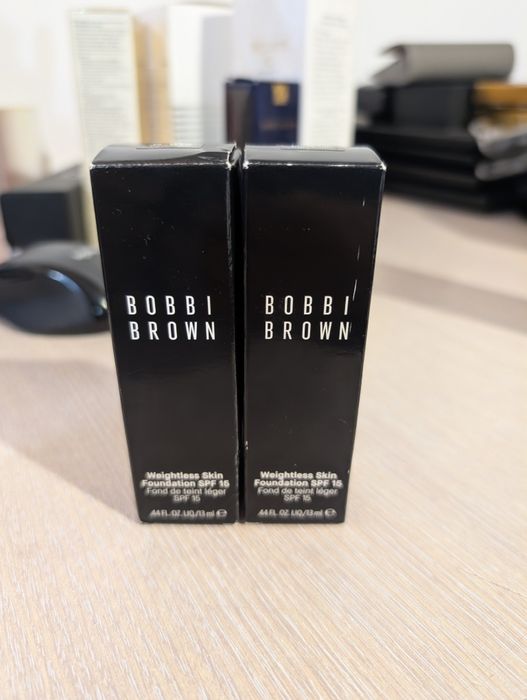 BOBBI
BROWN
Weightless Skin
Foundation SPF 15
Fond de teint léger
SPF 15
.44 FL. OZ. LIQ/13 ml ℮
BOBBI
BROWN
Weightless Skin
Foundation SPF 15
Fond de teint léger
SPF 15
.44 FL. OZ. LIQ/13 ml ℮